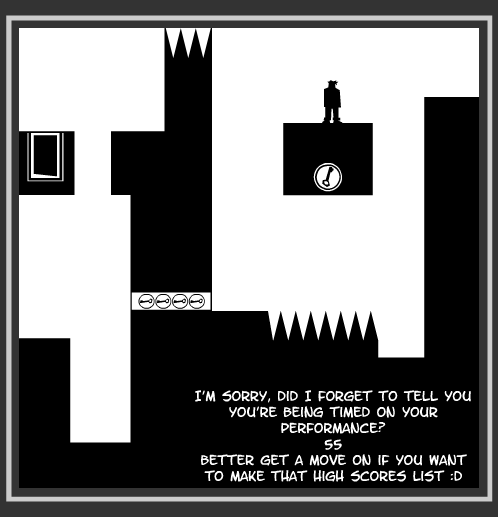 I'M SORRY, DID I FORGET TO TELL YOU
YOU'RE BEING TIMED ON YOUR
PERFORMANCE?
55
BETTER GET A MOVE ON IF YOU WANT
TO MAKE THAT HIGH SCORES LIST :D